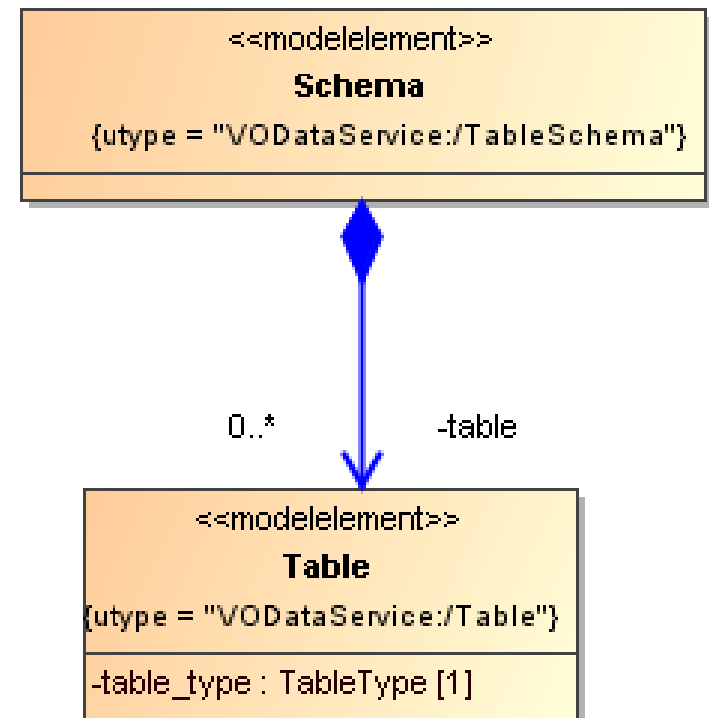 <<modelelement>>
Schema
{utype = "VODataService:/TableSchema"}
0..* -table
<<modelelement>>
Table
{utype = "VODataService:/Table"}
-table_type : TableType [1]